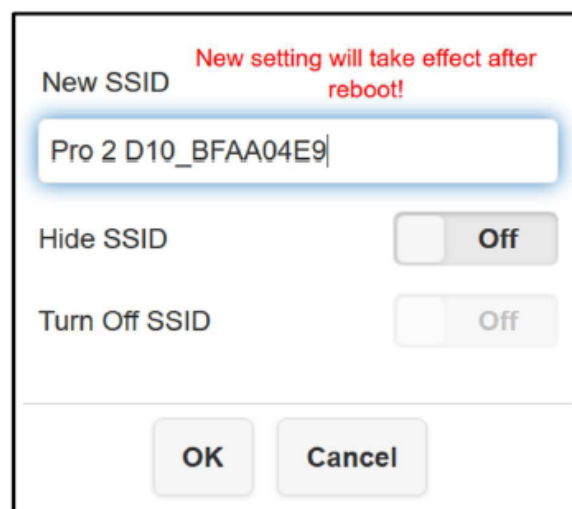 New SSID
New setting will take effect after
reboot!
Pro 2 D10_BFAA04E9
Hide SSID
Off
Turn Off SSID
Off
OK
Cancel